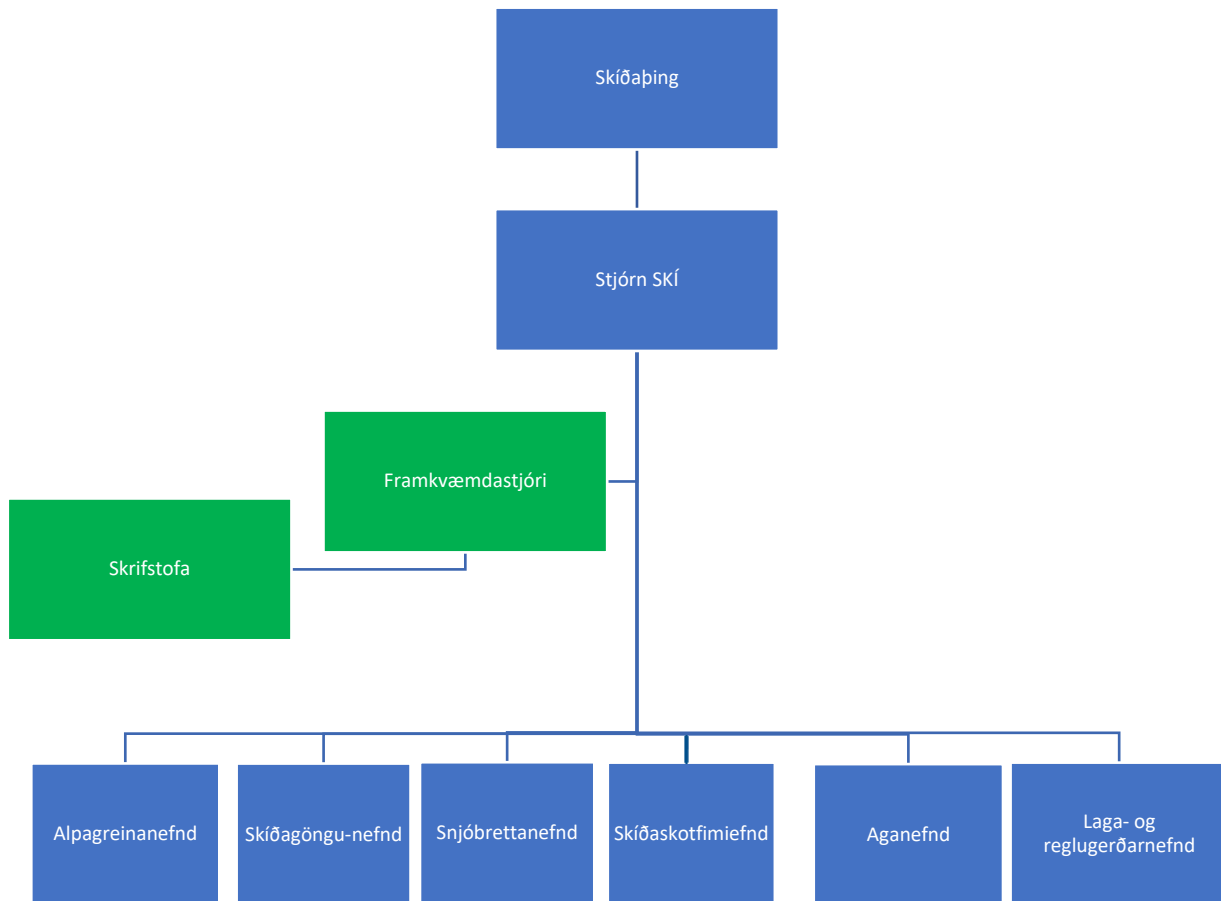 Skíðaþing
Stjórn SKÍ
Framkvæmdastjóri
Skrifstofa
Alpagreinanefnd
Skíðagöngu-nefnd
Snjóbrettanefnd
Skíðaskotfimiefnd
Aganefnd
Laga- og
reglugerðarnefnd